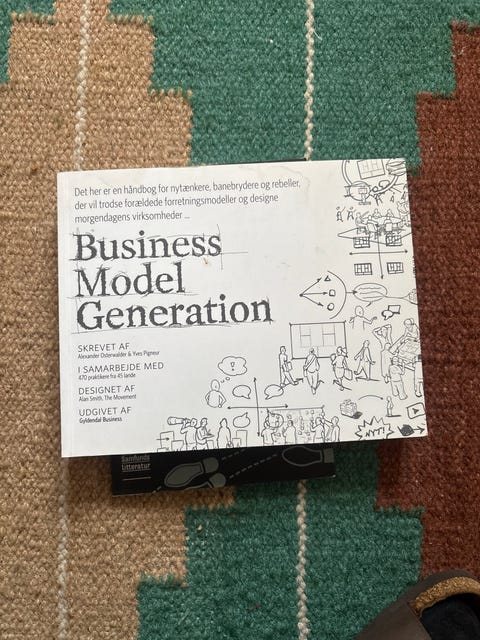 Det her er en håndbog for nytænkere, banebrydere og rebeller,
der vil trodse forældede forretningsmodeller og designe
morgendagens virksomheder ...
Business
Model
Generation
SKREVET AF
Alexander Osterwalder & Yves Pigneur
I SAMARBEJDE MED
470 praktikere fra 45 lande
DESIGNET AF
Alan Smith, The Movement
UDGIVET AF
Gyldendal Business
NYT!
Samfunds
Litteratur